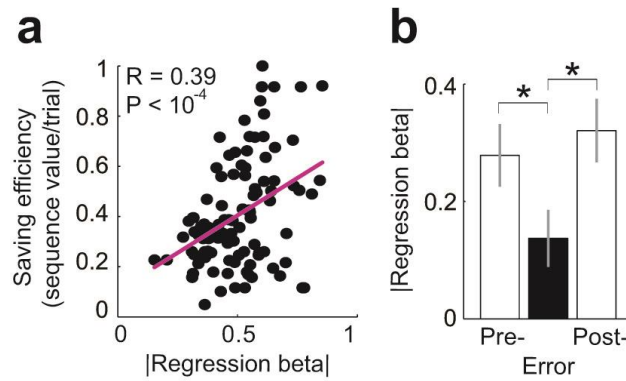 a
R = 0.39
P < 10-4
Saving efficiency
(sequence value/trial)
1
0.8
0.6
0.4
0.2
0
0
0.5
1
|Regression beta|
b
|Regression beta|
0.4
0.2
0
*
*
Pre-
Post-
Error